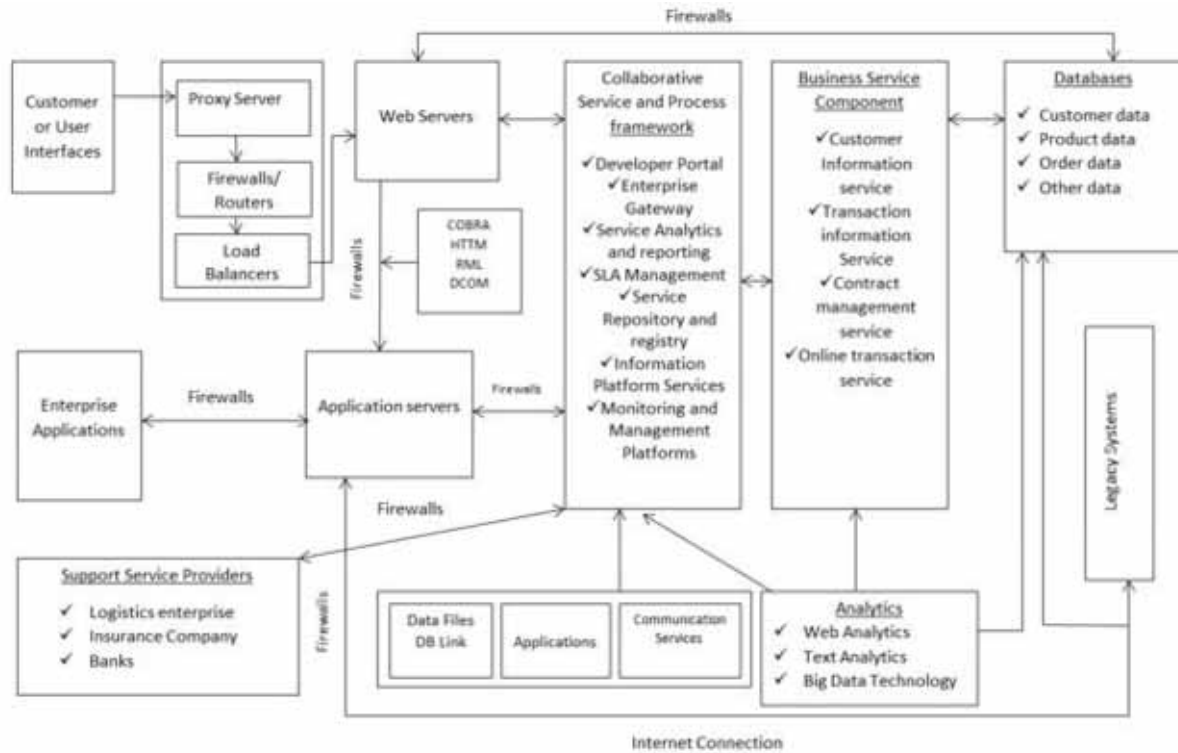 Firewalls
Customer
or User
Interfaces
Proxy Server
Firewalls/
Routers
Load
Balancers
Web Servers
Firewalls
COBRA
HTTM
RML
DCOM
Collaborative
Service and Process
framework
✓Developer Portal
✓Enterprise
Gateway
✓Service Analytics
and reporting
✓SLA Management
✓Service
Repository and
registry
✓Information
Platform Services
✓Monitoring and
Management
Platforms
Business Service
Component
✓Customer
Information
service
✓Transaction
information
Service
✓Contract
management
service
✓Online transaction
service
Databases
✓ Customer data
✓ Product data
✓ Order data
✓ Other data
Enterprise
Applications
Firewalls
Application servers
Firewalls
Legacy Systems
Firewalls
Support Service Providers
✓ Logistics enterprise
✓ Insurance Company
✓ Banks
Firewalls
Data Files
DB Link
Applications
Communication
Services
Analytics
✓ Web Analytics
✓ Text Analytics
✓ Big Data Technology
Internet Connection